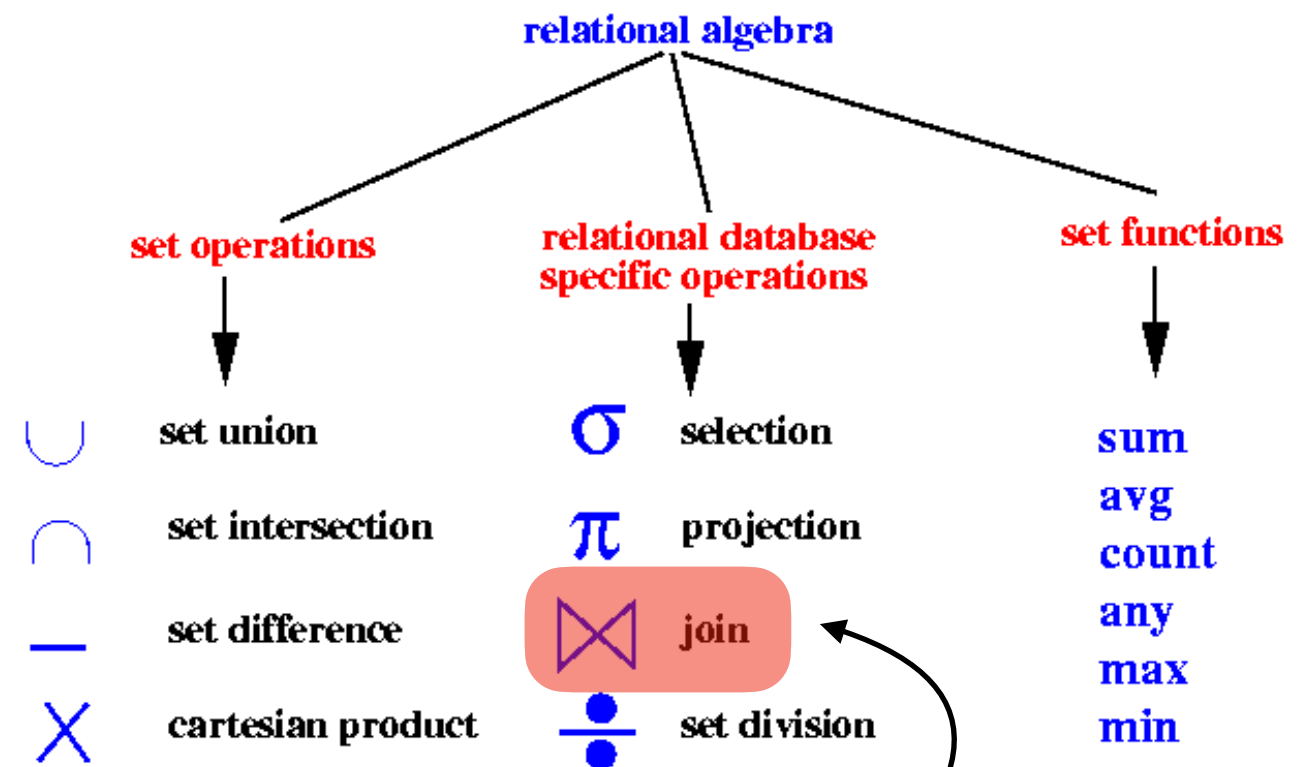 relational algebra
set operations
relational database
specific operations
set functions
∪ set union
∩ set intersection
— set difference
× cartesian product
σ selection
π projection
⋈ join
÷ set division
sum
avg
count
any
max
min